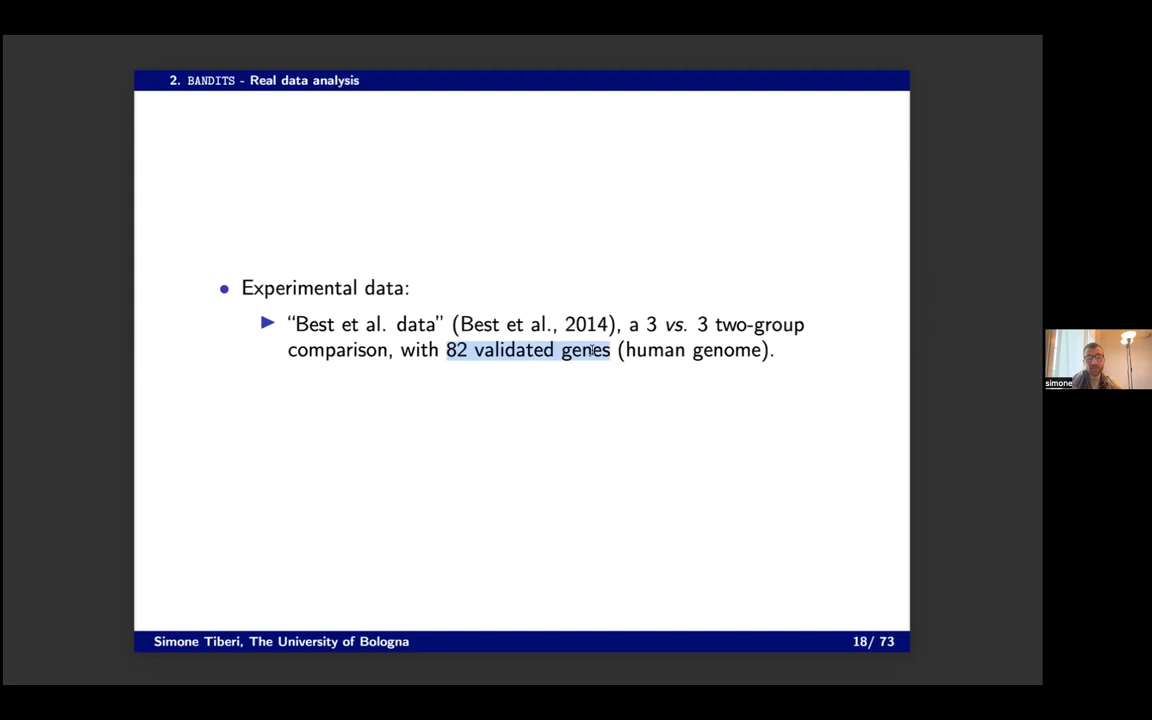 2. BANDITS - Real data analysis
• Experimental data:
▶ “Best et al. data” (Best et al., 2014), a 3 vs. 3 two-group
comparison, with 82 validated genes (human genome).
Simone Tiberi, The University of Bologna
18/ 73
simone